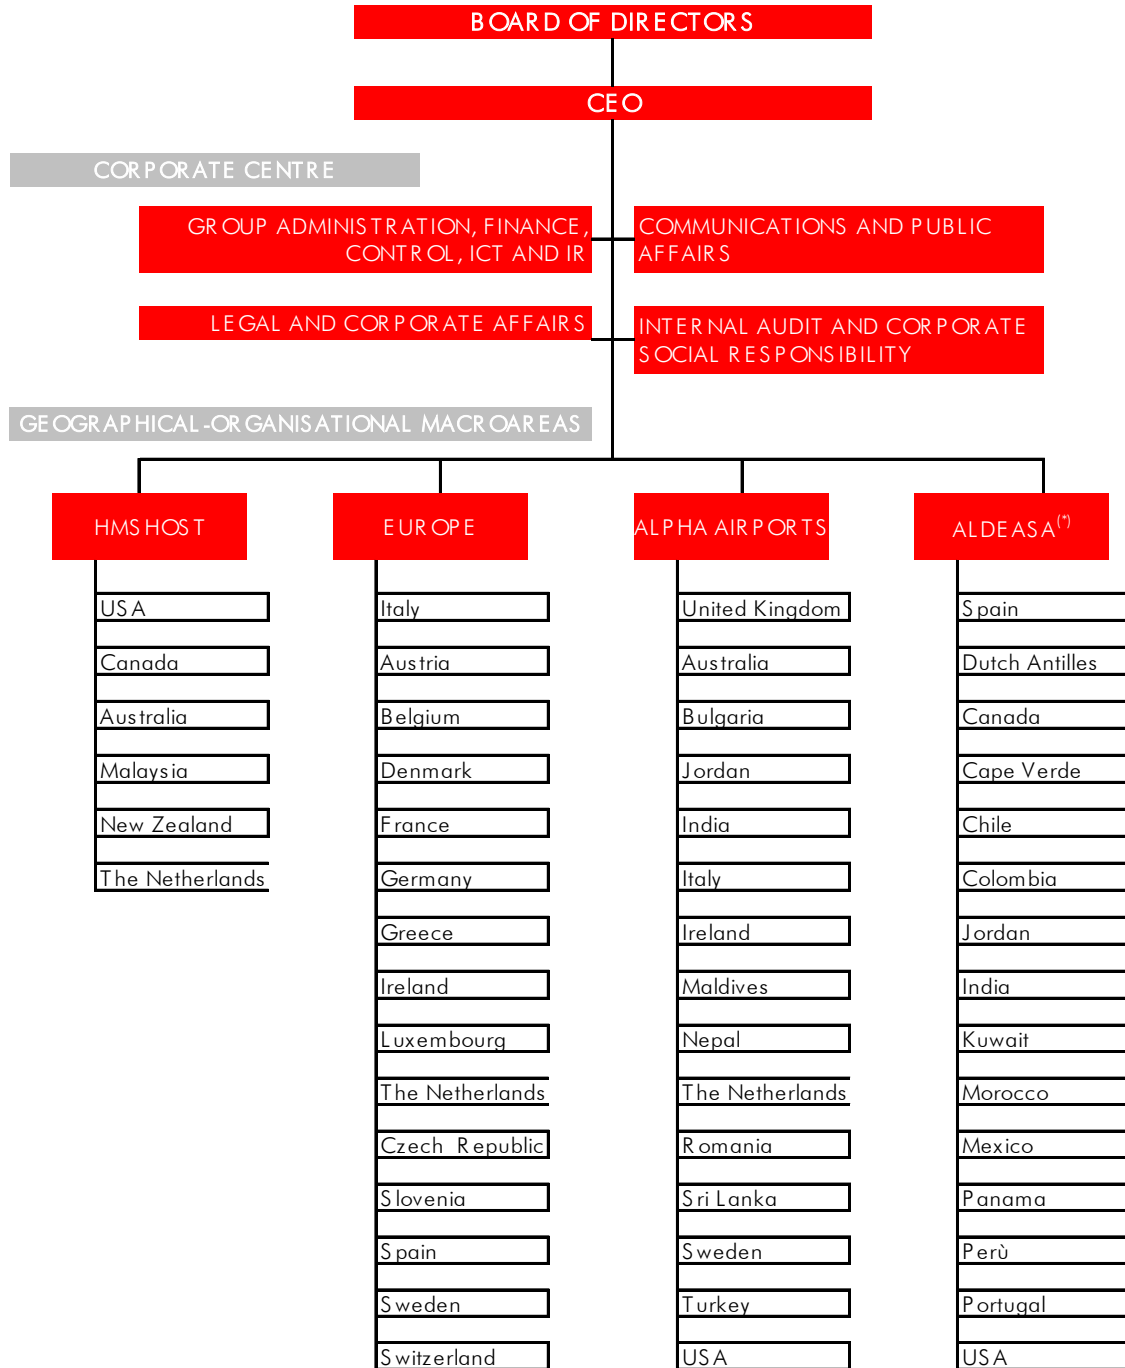 BOARD OF DIRECTORS
CEO
CORPORATE CENTRE
GROUP ADMINISTRATION, FINANCE,
CONTROL, ICT AND IR
COMMUNICATIONS AND PUBLIC
AFFAIRS
LEGAL AND CORPORATE AFFAIRS
INTERNAL AUDIT AND CORPORATE
SOCIAL RESPONSIBILITY
GEOGRAPHICAL-ORGANISATIONAL MACROAREAS
HMSHOST
USA
Canada
Australia
Malaysia
New Zealand
The Netherlands
EUROPE
Italy
Austria
Belgium
Denmark
France
Germany
Greece
Ireland
Luxembourg
The Netherlands
Czech Republic
Slovenia
Spain
Sweden
Switzerland
ALPHA AIRPORTS
United Kingdom
Australia
Bulgaria
Jordan
India
Italy
Ireland
Maldives
Nepal
The Netherlands
Romania
Sri Lanka
Sweden
Turkey
USA
ALDEASA(*)
Spain
Dutch Antilles
Canada
Cape Verde
Chile
Colombia
Jordan
India
Kuwait
Morocco
Mexico
Panama
Perù
Portugal
USA